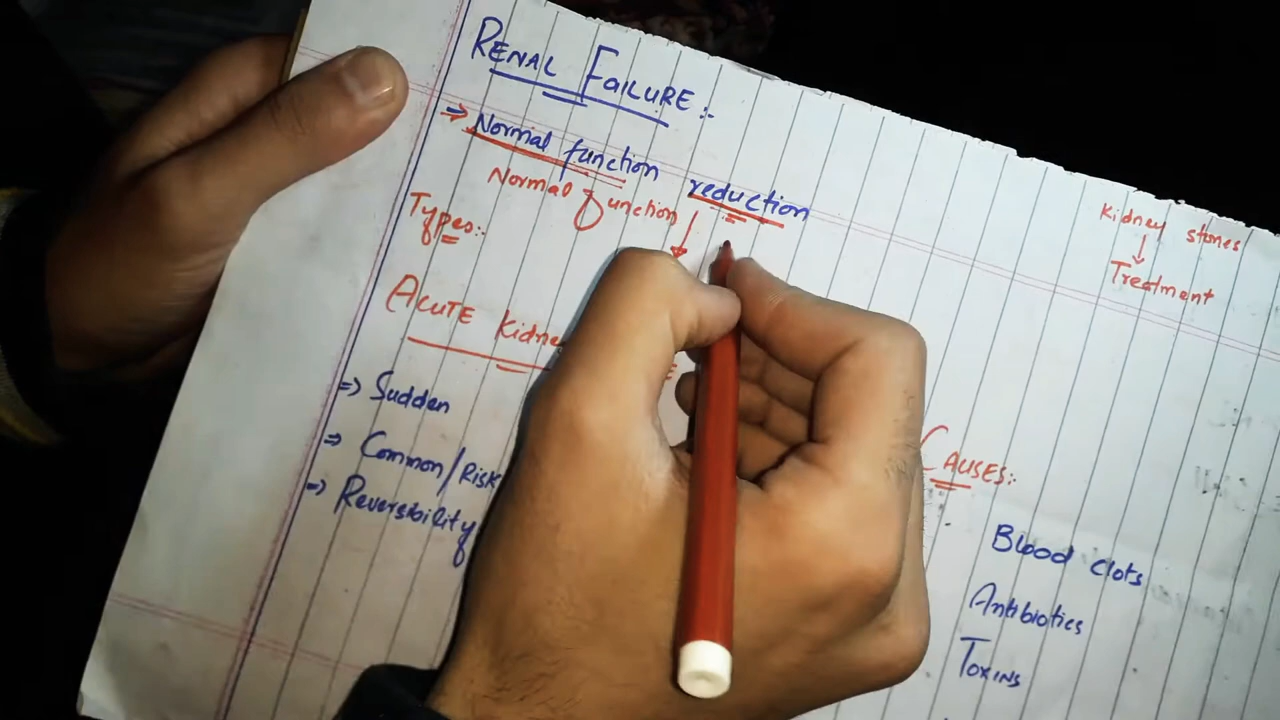 RENAL FAILURE:-
⇒ Normal function reduction
Normal function
↓
Types:-
ACUTE Kidne
⇒ Sudden
⇒ Common/RISK
⇒ Reversibility
Kidney stones
↓
Treatment
CAUSES:-
Blood clots
Antibiotics
Toxins